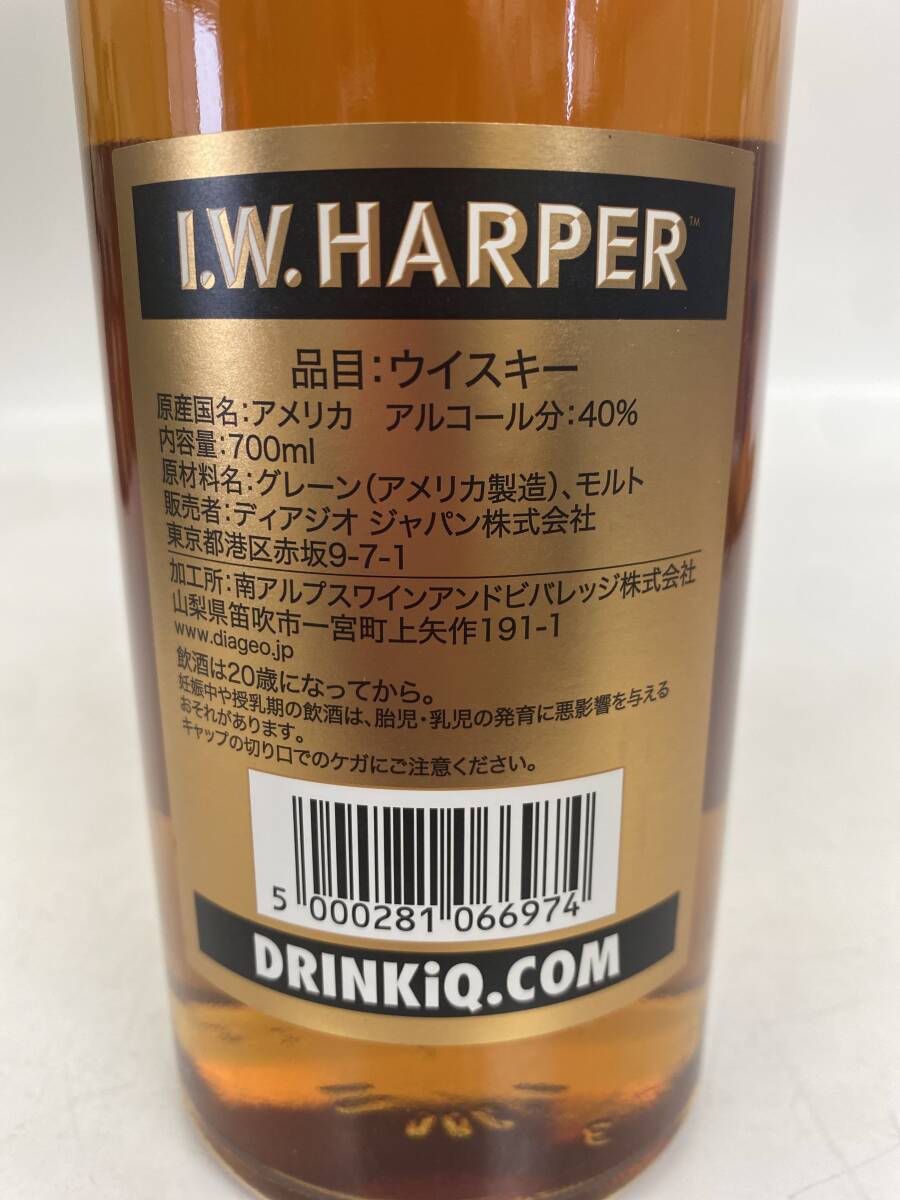 I.W.HARPER™
品目：ウイスキー
原産国名：アメリカ　アルコール分：40%
内容量：700ml
原材料名：グレーン（アメリカ製造）、モルト
販売者：ディアジオ ジャパン株式会社
東京都港区赤坂9-7-1
加工所：南アルプスワインアンドビバレッジ株式会社
山梨県笛吹市一宮町上矢作191-1
www.diageo.jp
飲酒は20歳になってから。
妊娠中や授乳期の飲酒は、胎児・乳児の発育に悪影響を与える
おそれがあります。
キャップの切り口でのケガにご注意ください。
5 000281 066974
DRINKiQ.COM